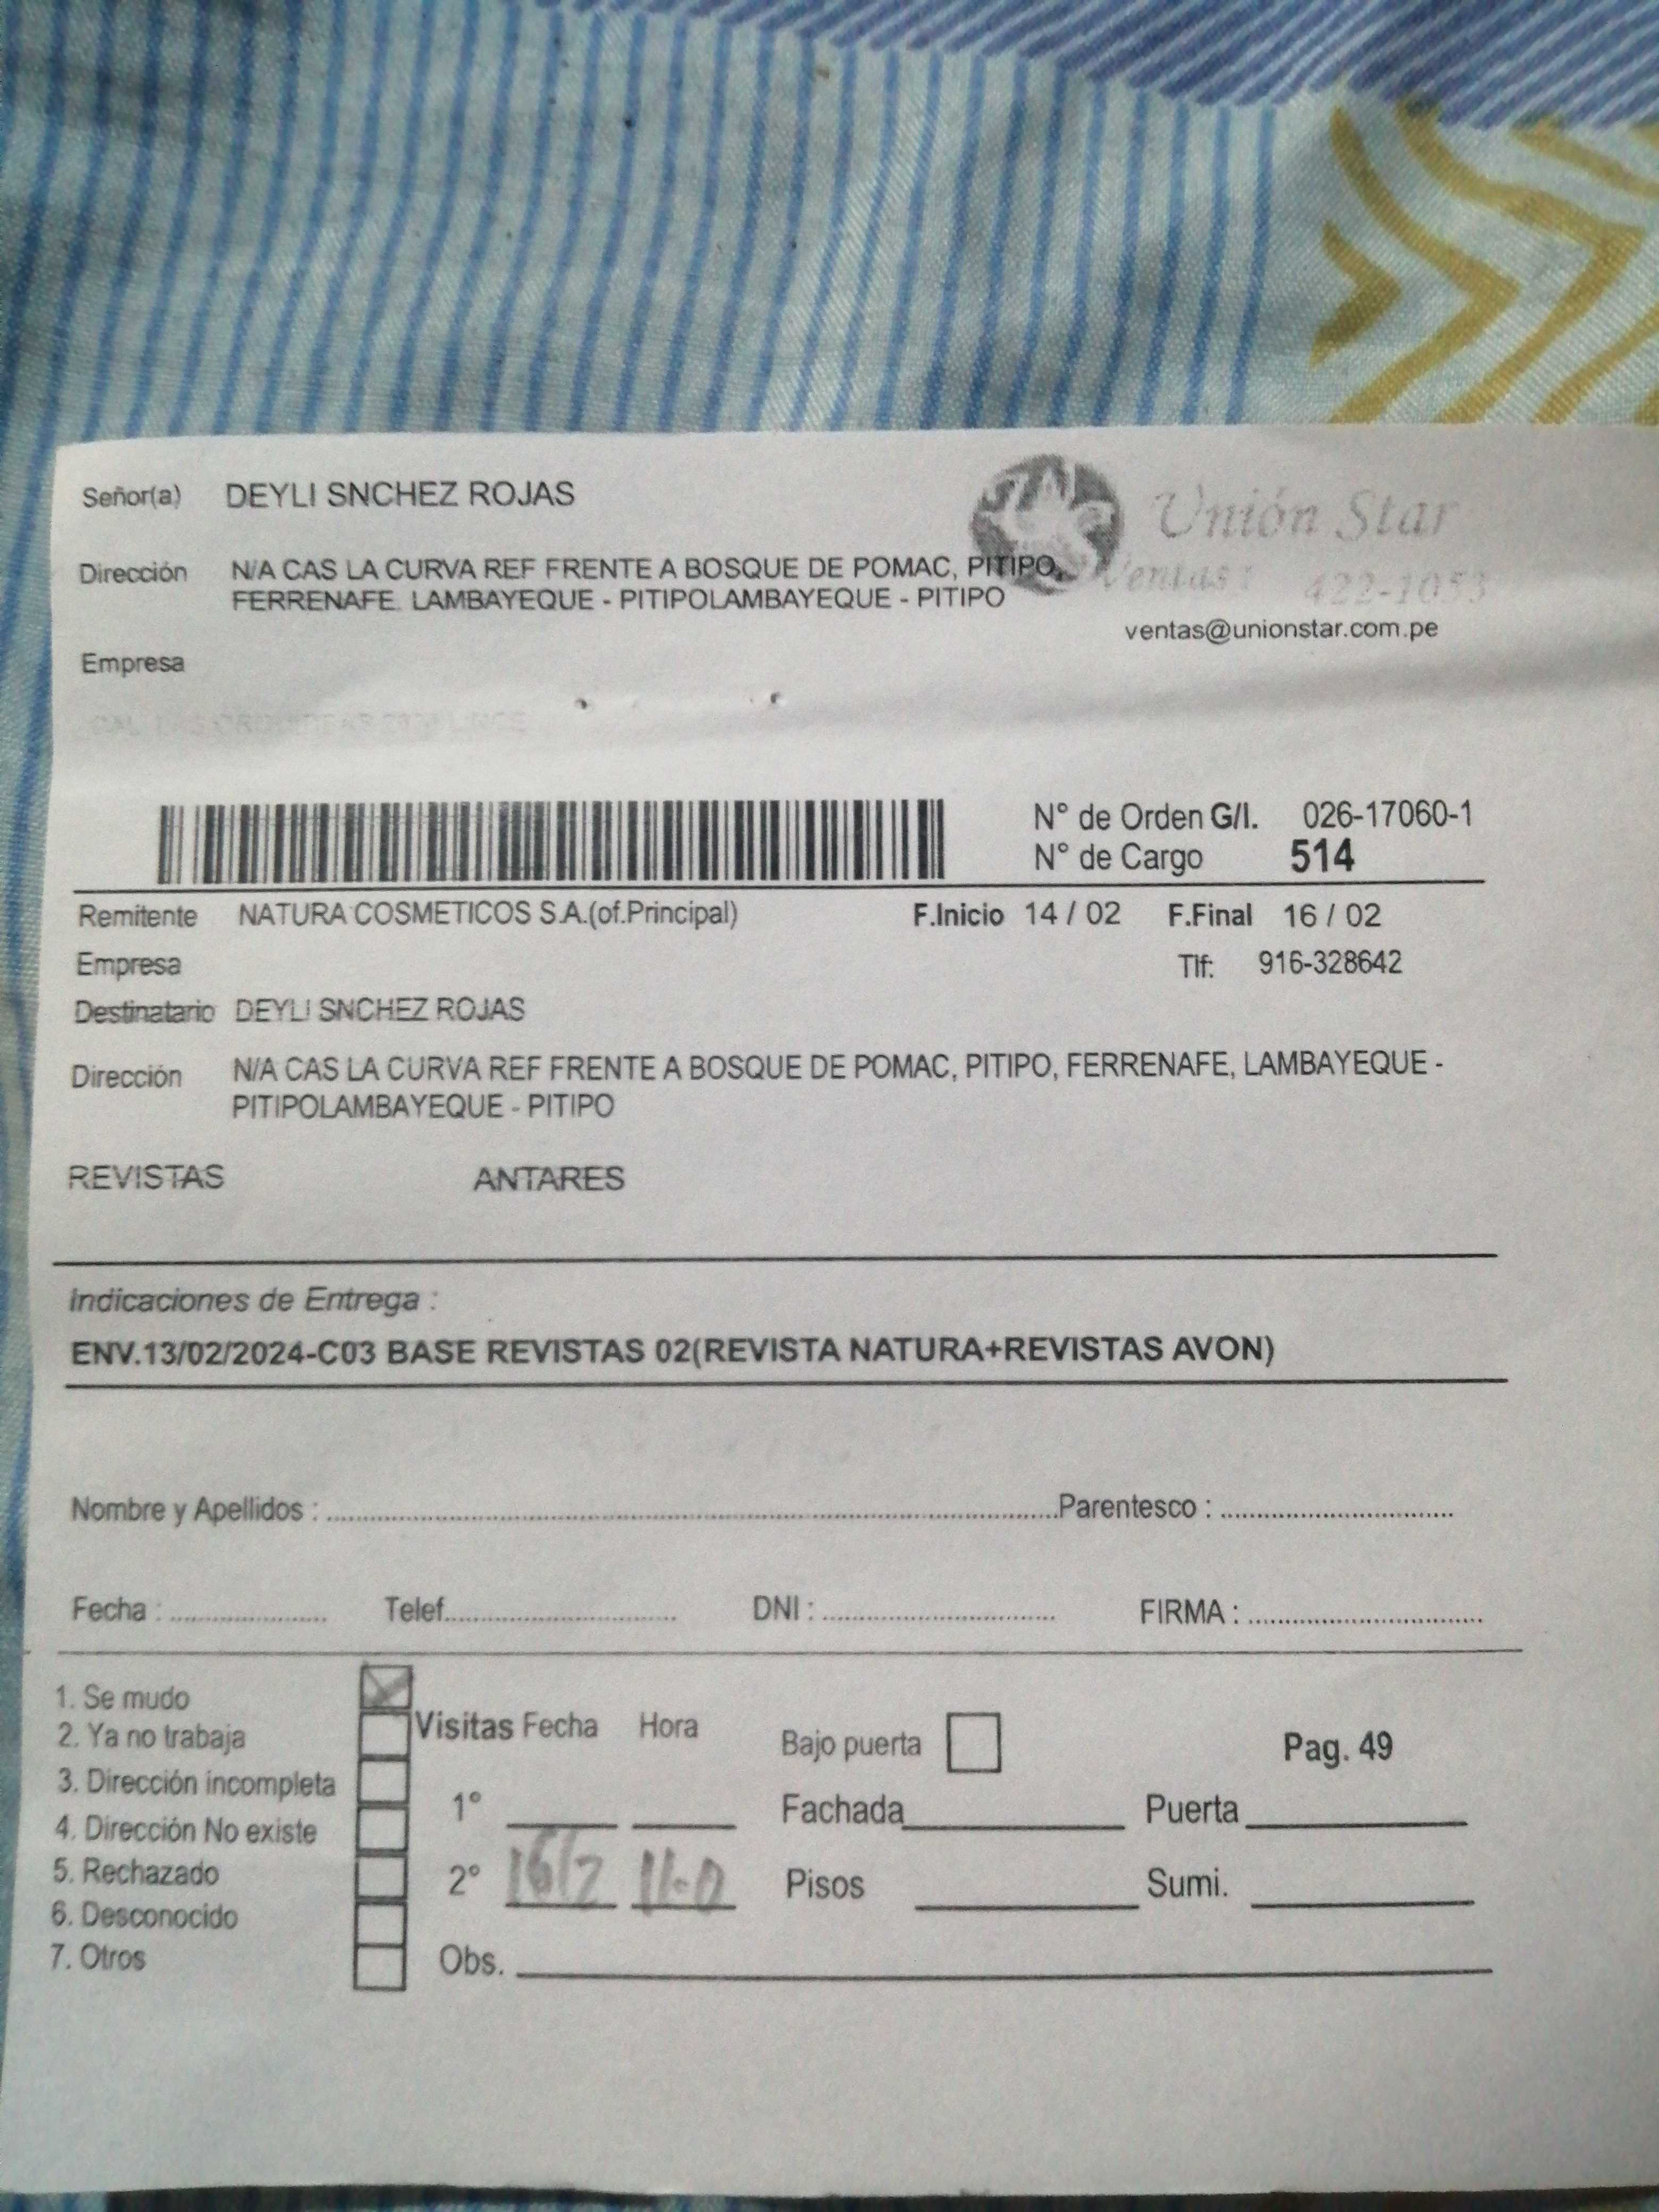 Señor(a) DEYLI SNCHEZ ROJAS
Unión Star
Dirección N/A CAS LA CURVA REF FRENTE A BOSQUE DE POMAC, PITIPO,
FERRENAFE, LAMBAYEQUE - PITIPOLAMBAYEQUE - PITIPO
Ventas: 422-1053
ventas@unionstar.com.pe
Empresa
N° de Orden G/I. 026-17060-1
N° de Cargo 514
Remitente NATURA COSMETICOS S.A.(of.Principal) F.Inicio 14 / 02 F.Final 16 / 02
Empresa Tlf: 916-328642
Destinatario DEYLI SNCHEZ ROJAS
Dirección N/A CAS LA CURVA REF FRENTE A BOSQUE DE POMAC, PITIPO, FERRENAFE, LAMBAYEQUE -
PITIPOLAMBAYEQUE - PITIPO
REVISTAS ANTARES
Indicaciones de Entrega :
ENV.13/02/2024-C03 BASE REVISTAS 02(REVISTA NATURA+REVISTAS AVON)
Nombre y Apellidos : Parentesco :
Fecha : Telef. DNI : FIRMA :
1. Se mudo
2. Ya no trabaja
3. Dirección incompleta
4. Dirección No existe
5. Rechazado
6. Desconocido
7. Otros
Visitas Fecha Hora
1°
2° 16/2 11.0
Obs.
Bajo puerta
Pag. 49
Fachada Puerta
Pisos Sumi.